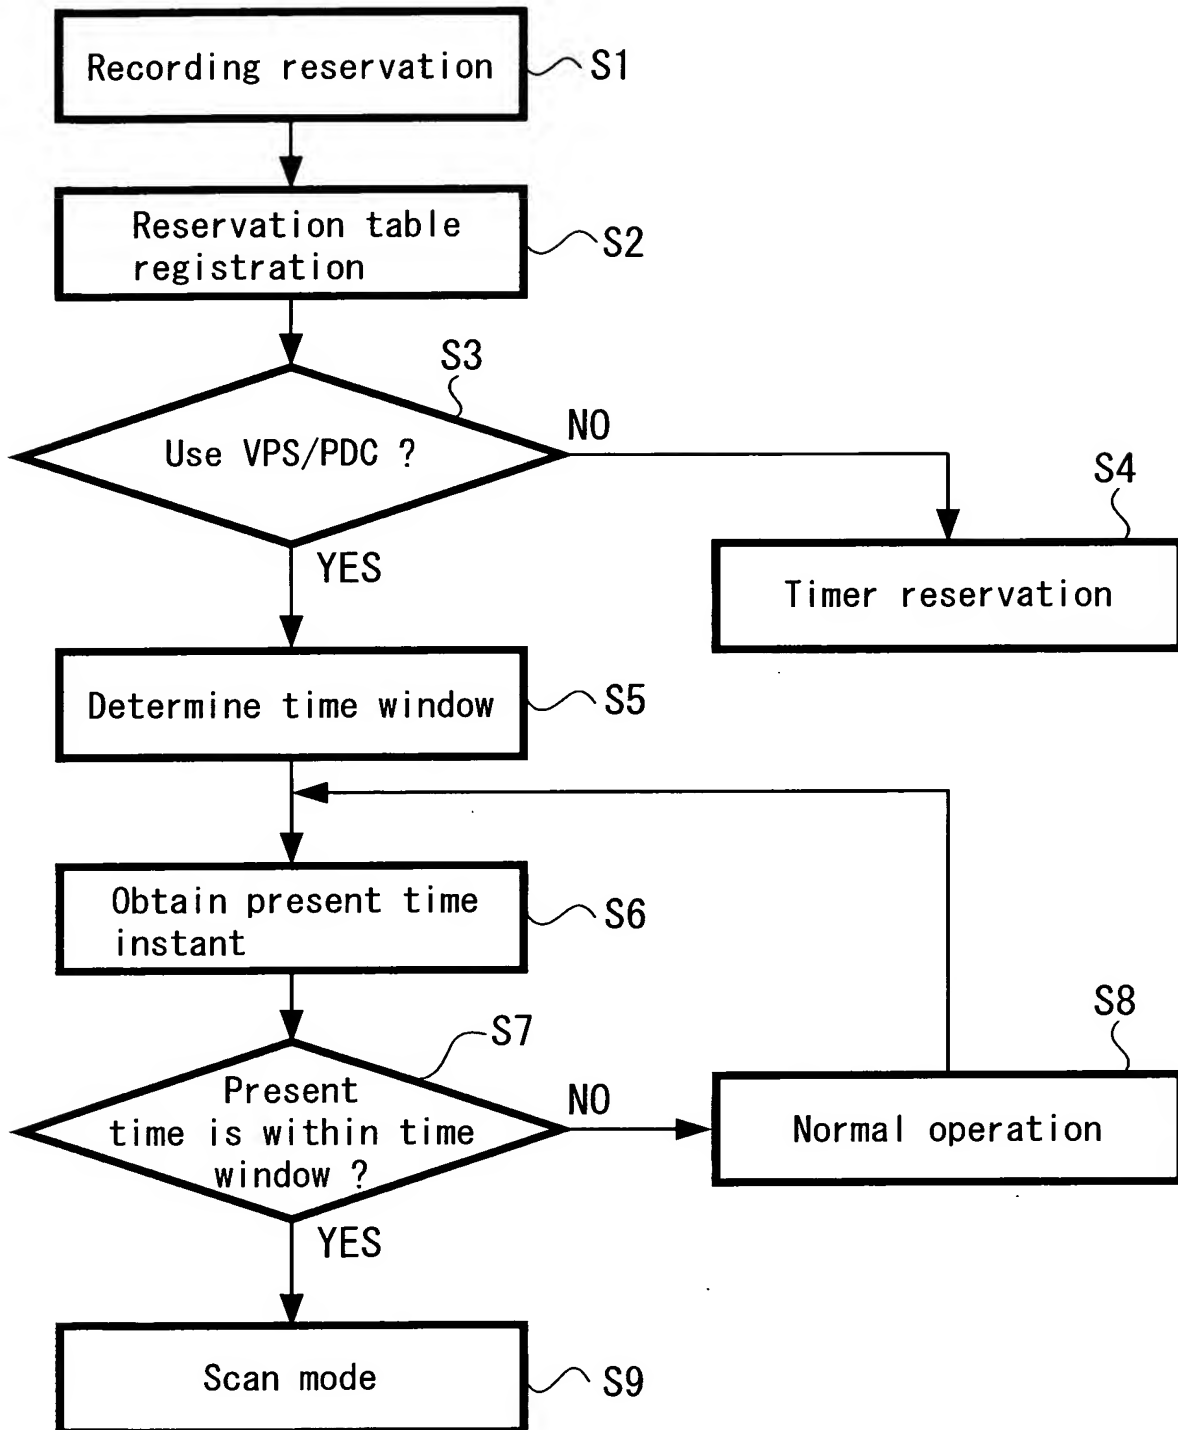 Recording reservation
S1
Reservation table
registration
S2
S3
Use VPS/PDC ?
NO
S4
YES
Timer reservation
Determine time window
S5
Obtain present time
instant
S6
S7
Present
time is within time
window ?
NO
S8
Normal operation
YES
Scan mode
S9